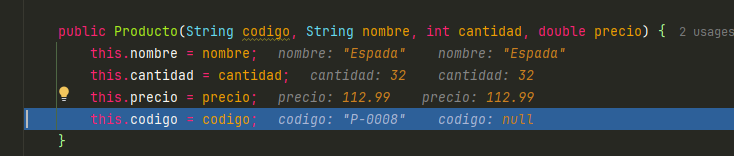 public Producto(String codigo, String nombre, int cantidad, double precio) { 2 usages
this.nombre = nombre; nombre: "Espada" nombre: "Espada"
this.cantidad = cantidad; cantidad: 32 cantidad: 32
this.precio = precio; precio: 112.99 precio: 112.99
this.codigo = codigo; codigo: "P-0008" codigo: null
}